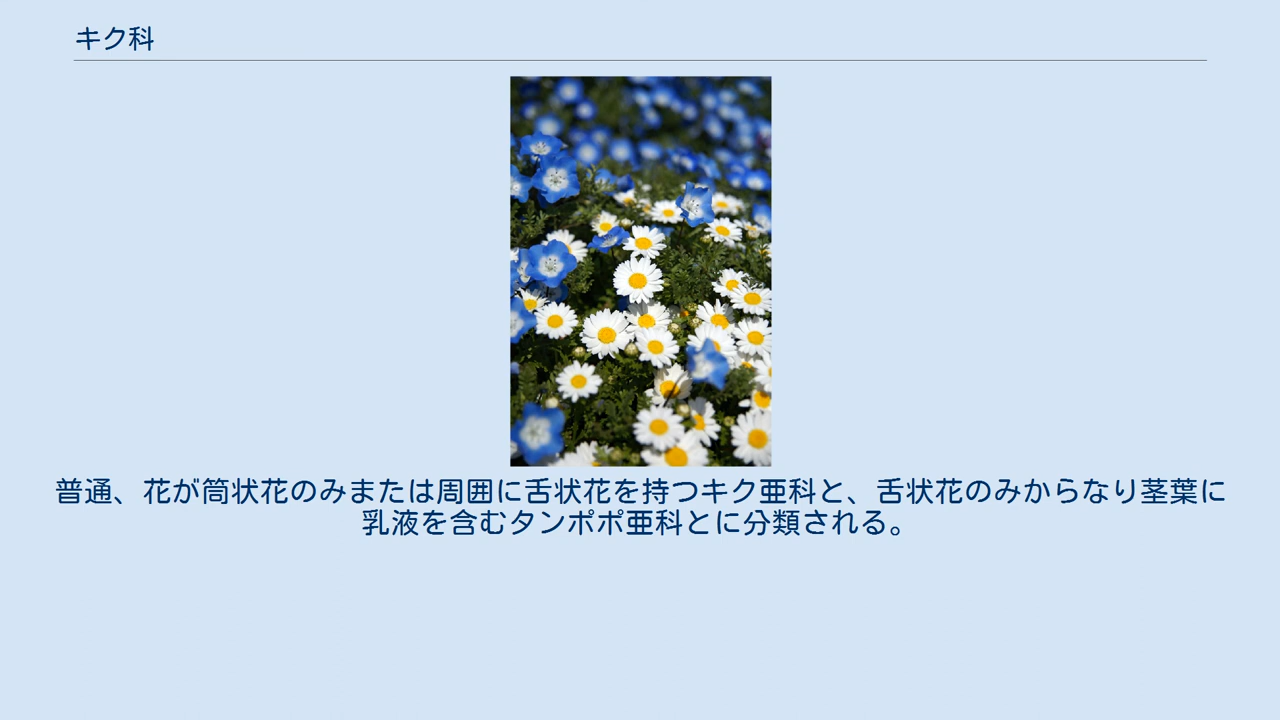 キク科
普通、花が筒状花のみまたは周囲に舌状花を持つキク亜科と、舌状花のみからなり茎葉に
乳液を含むタンポポ亜科とに分類される。